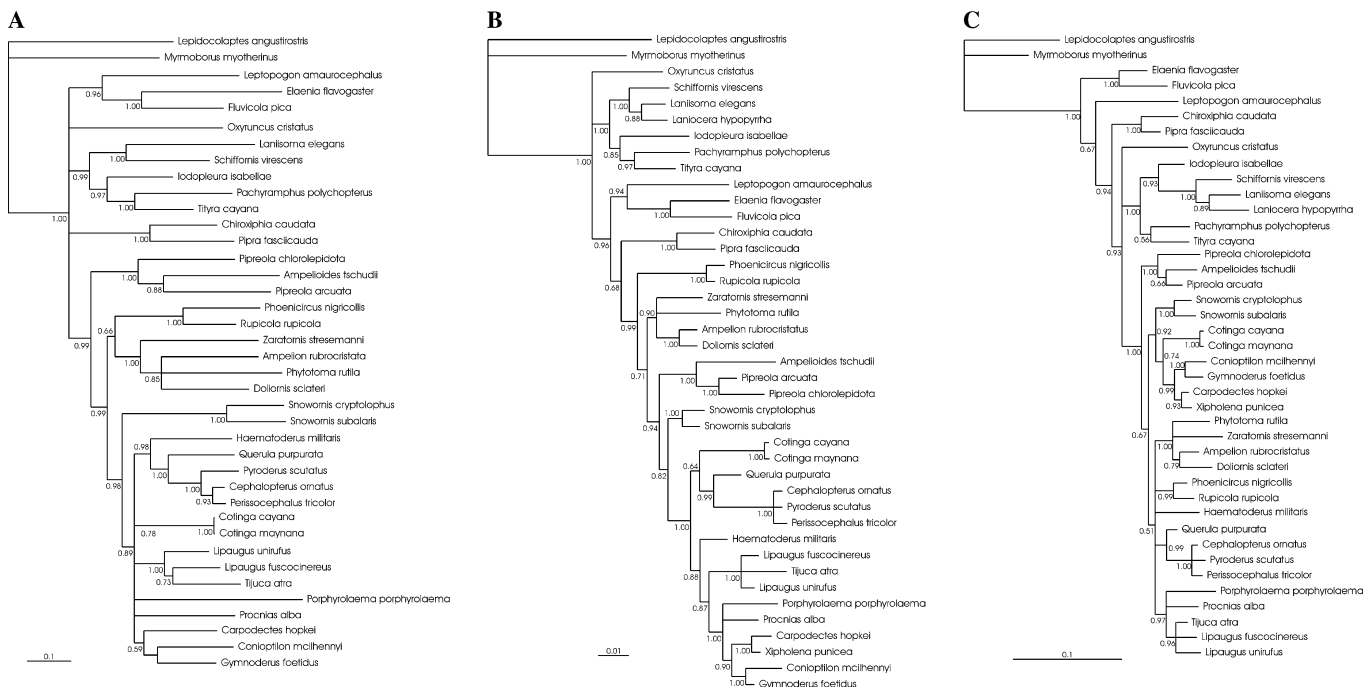 A
Lepidocolaptes angustirostris
Myrmoborus myotherinus
Leptopogon amaurocephalus
0.96
Elaenia flavogaster
1.00
Fluvicola pica
Oxyruncus cristatus
Laniisoma elegans
1.00
Schiffornis virescens
0.99
Iodopleura isabellae
0.97
Pachyramphus polychopterus
1.00
Tityra cayana
1.00
Chiroxiphia caudata
1.00
Pipra fasciicauda
Pipreola chlorolepidota
1.00
Ampelioides tschudii
0.88
Pipreola arcuata
Phoenicircus nigricollis
1.00
Rupicola rupicola
0.66
Zaratornis stresemanni
0.99
Ampelion rubrocristata
1.00
Phytotoma rutila
0.85
Doliornis sclateri
0.99
Snowornis cryptolophus
1.00
Snowornis subalaris
Haematoderus militaris
0.98
Querula purpurata
1.00
Pyroderus scutatus
0.98
1.00
Cephalopterus ornatus
0.93
Perissocephalus tricolor
Cotinga cayana
0.78
1.00
Cotinga maynana
0.89
Lipaugus unirufus
1.00
Lipaugus fuscocinereus
0.73
Tijuca atra
Porphyrolaema porphyrolaema
Procnias alba
Carpodectes hopkei
0.59
Conioptilon mcilhennyi
Gymnoderus foetidus
0.1
B
Lepidocolaptes angustirostris
Myrmoborus myotherinus
Oxyruncus cristatus
Schiffornis virescens
1.00
Laniisoma elegans
0.88
Laniocera hypopyrrha
1.00
Iodopleura isabellae
0.85
Pachyramphus polychopterus
0.97
Tityra cayana
1.00
Leptopogon amaurocephalus
0.94
Elaenia flavogaster
1.00
Fluvicola pica
0.96
Chiroxiphia caudata
1.00
Pipra fasciicauda
Phoenicircus nigricollis
1.00
Rupicola rupicola
0.68
Zaratornis stresemanni
0.90
Phytotoma rutila
0.99
Ampelion rubrocristatus
1.00
Doliornis sclateri
Ampelioides tschudii
0.71
1.00
Pipreola arcuata
1.00
Pipreola chlorolepidota
Snowornis cryptolophus
1.00
Snowornis subalaris
0.94
Cotinga cayana
1.00
Cotinga maynana
0.64
Querula purpurata
0.82
0.99
Cephalopterus ornatus
1.00
Pyroderus scutatus
Perissocephalus tricolor
1.00
Haematoderus militaris
Lipaugus fuscocinereus
0.88
Tijuca atra
1.00
Lipaugus unirufus
0.87
Porphyrolaema porphyrolaema
Procnias alba
1.00
Carpodectes hopkei
1.00
Xipholena punicea
0.90
Conioptilon mcilhennyi
1.00
Gymnoderus foetidus
0.01
C
Lepidocolaptes angustirostris
Myrmoborus myotherinus
Elaenia flavogaster
1.00
Fluvicola pica
Leptopogon amaurocephalus
1.00
Chiroxiphia caudata
1.00
Pipra fasciicauda
0.67
Oxyruncus cristatus
Iodopleura isabellae
0.93
Schiffornis virescens
0.94
1.00
Laniisoma elegans
0.89
Laniocera hypopyrrha
1.00
Pachyramphus polychopterus
0.56
Tityra cayana
0.93
Pipreola chlorolepidota
1.00
Ampelioides tschudii
0.66
Pipreola arcuata
Snowornis cryptolophus
1.00
Snowornis subalaris
0.92
Cotinga cayana
1.00
Cotinga maynana
1.00
0.74
Conioptilon mcilhennyi
1.00
Gymnoderus foetidus
0.99
Carpodectes hopkei
0.93
Xipholena punicea
Phytotoma rutila
0.67
Zaratornis stresemanni
1.00
Ampelion rubrocristatus
0.79
Doliornis sclateri
Phoenicircus nigricollis
0.99
Rupicola rupicola
Haematoderus militaris
0.51
Querula purpurata
0.99
Cephalopterus ornatus
1.00
Pyroderus scutatus
Perissocephalus tricolor
Porphyrolaema porphyrolaema
Procnias alba
0.97
Tijuca atra
0.96
Lipaugus fuscocinereus
Lipaugus unirufus
0.1